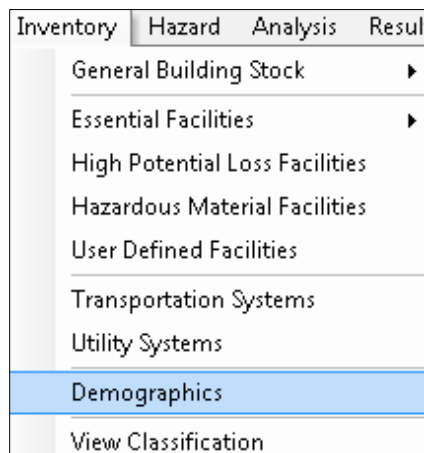 Inventory Hazard Analysis Resul
General Building Stock
Essential Facilities
High Potential Loss Facilities
Hazardous Material Facilities
User Defined Facilities
Transportation Systems
Utility Systems
Demographics
View Classification